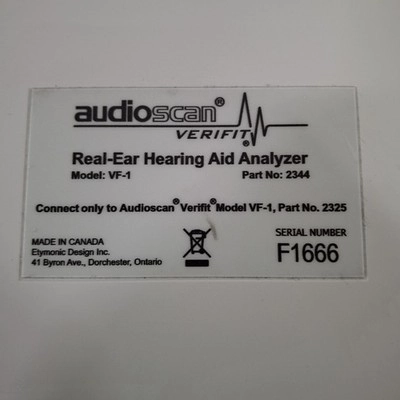 audioscan®
VERIFIT®
Real-Ear Hearing Aid Analyzer
Model: VF-1 Part No: 2344
Connect only to Audioscan® Verifit® Model VF-1, Part No. 2325
MADE IN CANADA
Etymonic Design Inc.
41 Byron Ave., Dorchester, Ontario
SERIAL NUMBER
F1666